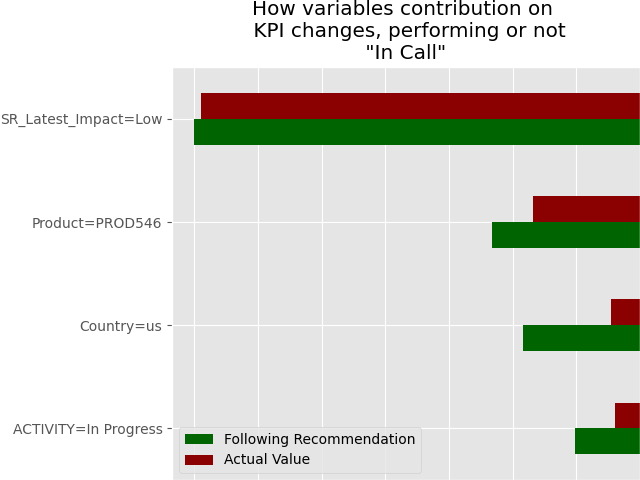 How variables contribution on
KPI changes, performing or not
"In Call"
SR_Latest_Impact=Low
Product=PROD546
Country=us
ACTIVITY=In Progress
Following Recommendation
Actual Value